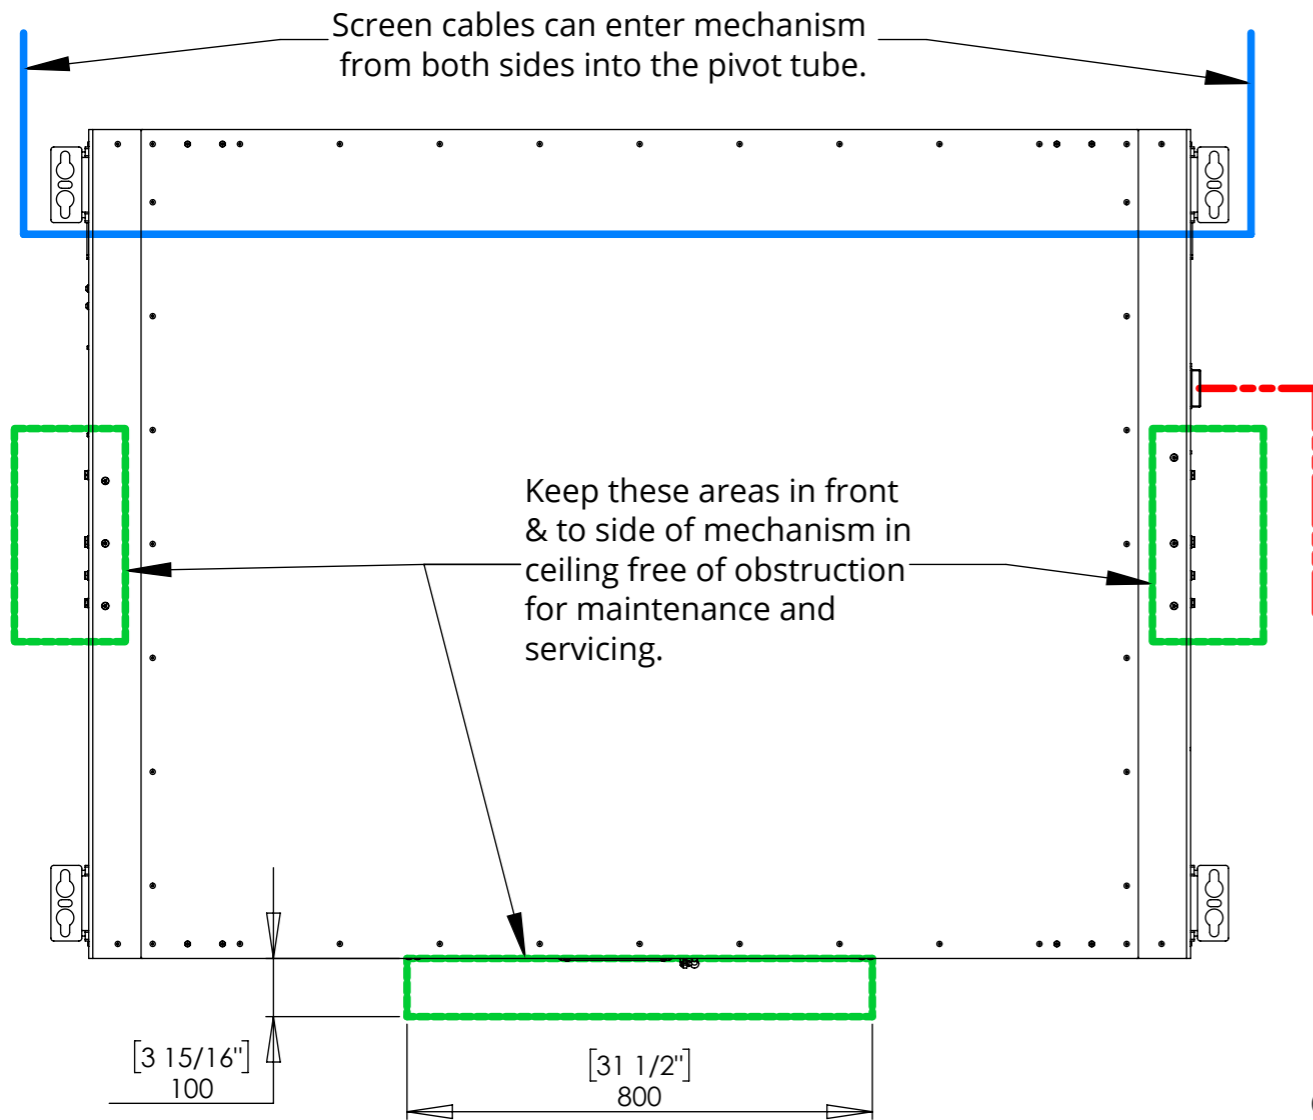 Screen cables can enter mechanism
from both sides into the pivot tube.
Keep these areas in front
& to side of mechanism in
ceiling free of obstruction
for maintenance and
servicing.
[3 15/16"]
100
[31 1/2"]
800